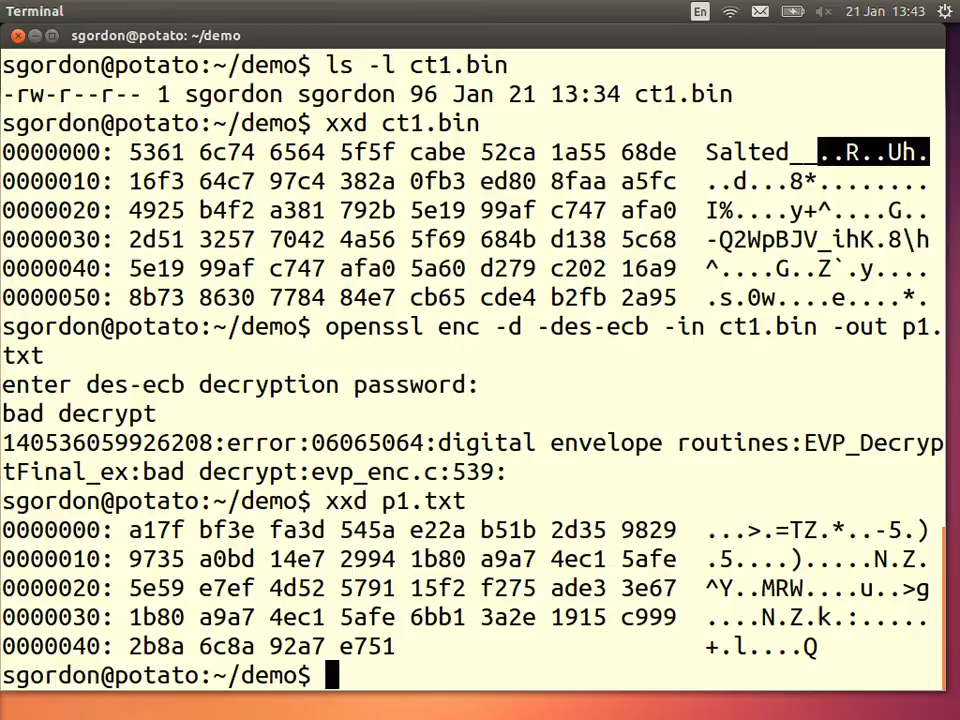 Terminal En 21 Jan 13:43
sgordon@potato: ~/demo
sgordon@potato:~/demo$ ls -l ct1.bin
-rw-r--r-- 1 sgordon sgordon 96 Jan 21 13:34 ct1.bin
sgordon@potato:~/demo$ xxd ct1.bin
0000000: 5361 6c74 6564 5f5f cabe 52ca 1a55 68de  Salted__..R..Uh.
0000010: 16f3 64c7 97c4 382a 0fb3 ed80 8faa a5fc  ..d...8*........
0000020: 4925 b4f2 a381 792b 5e19 99af c747 afa0  I%....y+^....G..
0000030: 2d51 3257 7042 4a56 5f69 684b d138 5c68  -Q2WpBJV_ihK.8\h
0000040: 5e19 99af c747 afa0 5a60 d279 c202 16a9  ^....G..Z`.y....
0000050: 8b73 8630 7784 84e7 cb65 cde4 b2fb 2a95  .s.0w....e....*.
sgordon@potato:~/demo$ openssl enc -d -des-ecb -in ct1.bin -out p1.
txt
enter des-ecb decryption password:
bad decrypt
140536059926208:error:06065064:digital envelope routines:EVP_Decryp
tFinal_ex:bad decrypt:evp_enc.c:539:
sgordon@potato:~/demo$ xxd p1.txt
0000000: a17f bf3e fa3d 545a e22a b51b 2d35 9829  ...>.=TZ.*..-5.)
0000010: 9735 a0bd 14e7 2994 1b80 a9a7 4ec1 5afe  .5....).....N.Z.
0000020: 5e59 e7ef 4d52 5791 15f2 f275 ade3 3e67  ^Y..MRW....u..>g
0000030: 1b80 a9a7 4ec1 5afe 6bb1 3a2e 1915 c999  ....N.Z.k.:.....
0000040: 2b8a 6c8a 92a7 e751  +.l....Q
sgordon@potato:~/demo$